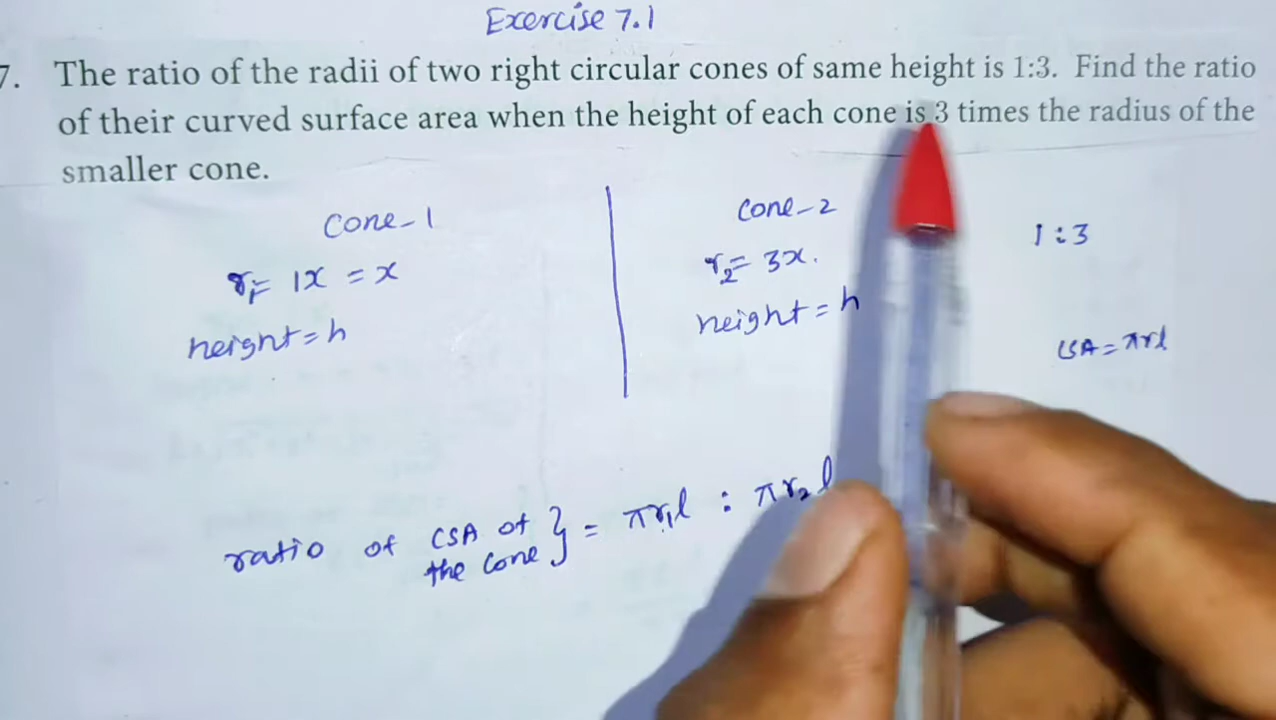 Exercise 7.1
7. The ratio of the radii of two right circular cones of same height is 1:3. Find the ratio
of their curved surface area when the height of each cone is 3 times the radius of the
smaller cone.
Cone-1
r₁= 1x = x
height=h
Cone-2
r₂= 3x.
height=h
1:3
CSA=πrl
ratio of CSA of the Cone } = πr₁l : πr₂l